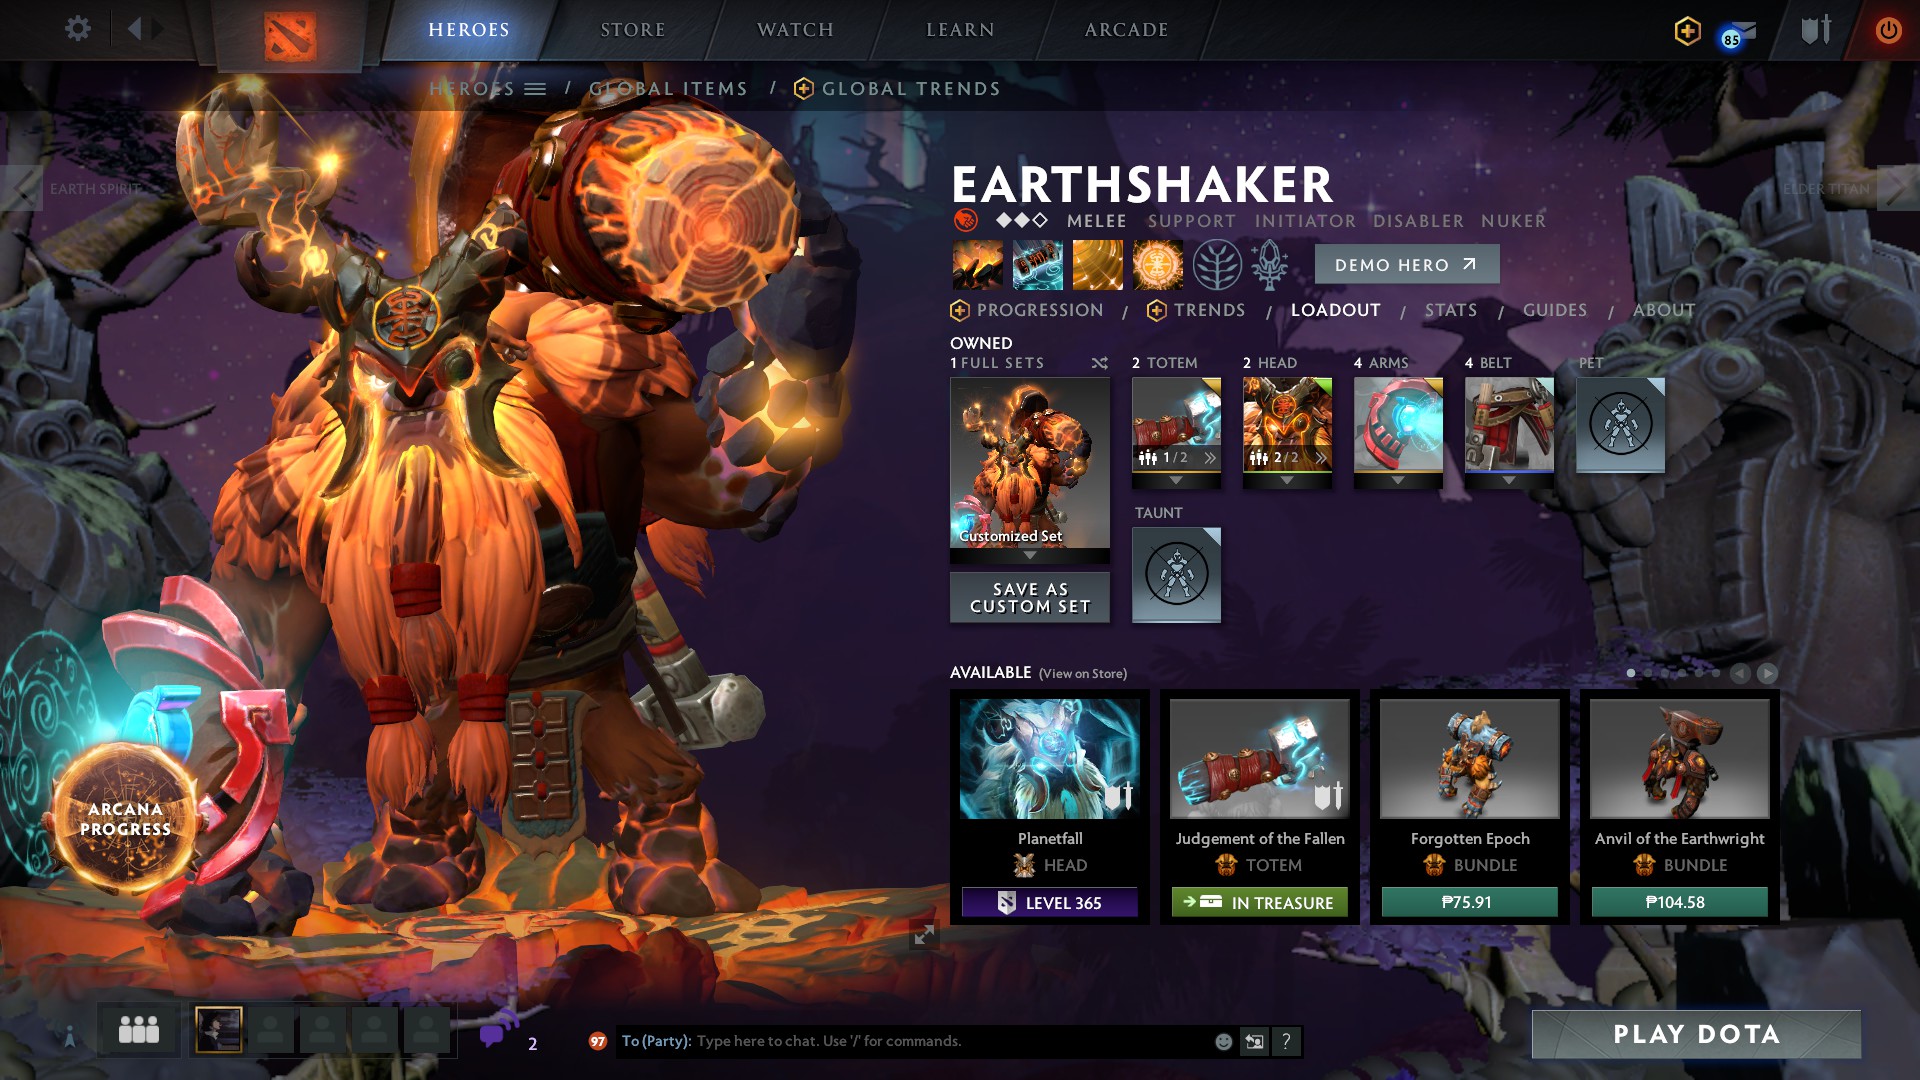 HEROES
STORE
WATCH
LEARN
ARCADE
85
HEROES / GLOBAL ITEMS / GLOBAL TRENDS
EARTH SPIRIT
ELDER TITAN
EARTHSHAKER
MELEE SUPPORT INITIATOR DISABLER NUKER
DEMO HERO
PROGRESSION / TRENDS / LOADOUT / STATS / GUIDES / ABOUT
OWNED
1 FULL SETS
2 TOTEM
2 HEAD
4 ARMS
4 BELT
PET
1/2
2/2
Customized Set
TAUNT
SAVE AS
CUSTOM SET
AVAILABLE (View on Store)
Planetfall
HEAD
LEVEL 365
Judgement of the Fallen
TOTEM
IN TREASURE
Forgotten Epoch
BUNDLE
₱75.91
Anvil of the Earthwright
BUNDLE
₱104.58
ARCANA
PROGRESS
2
97
To (Party): Type here to chat. Use '/' for commands.
?
PLAY DOTA